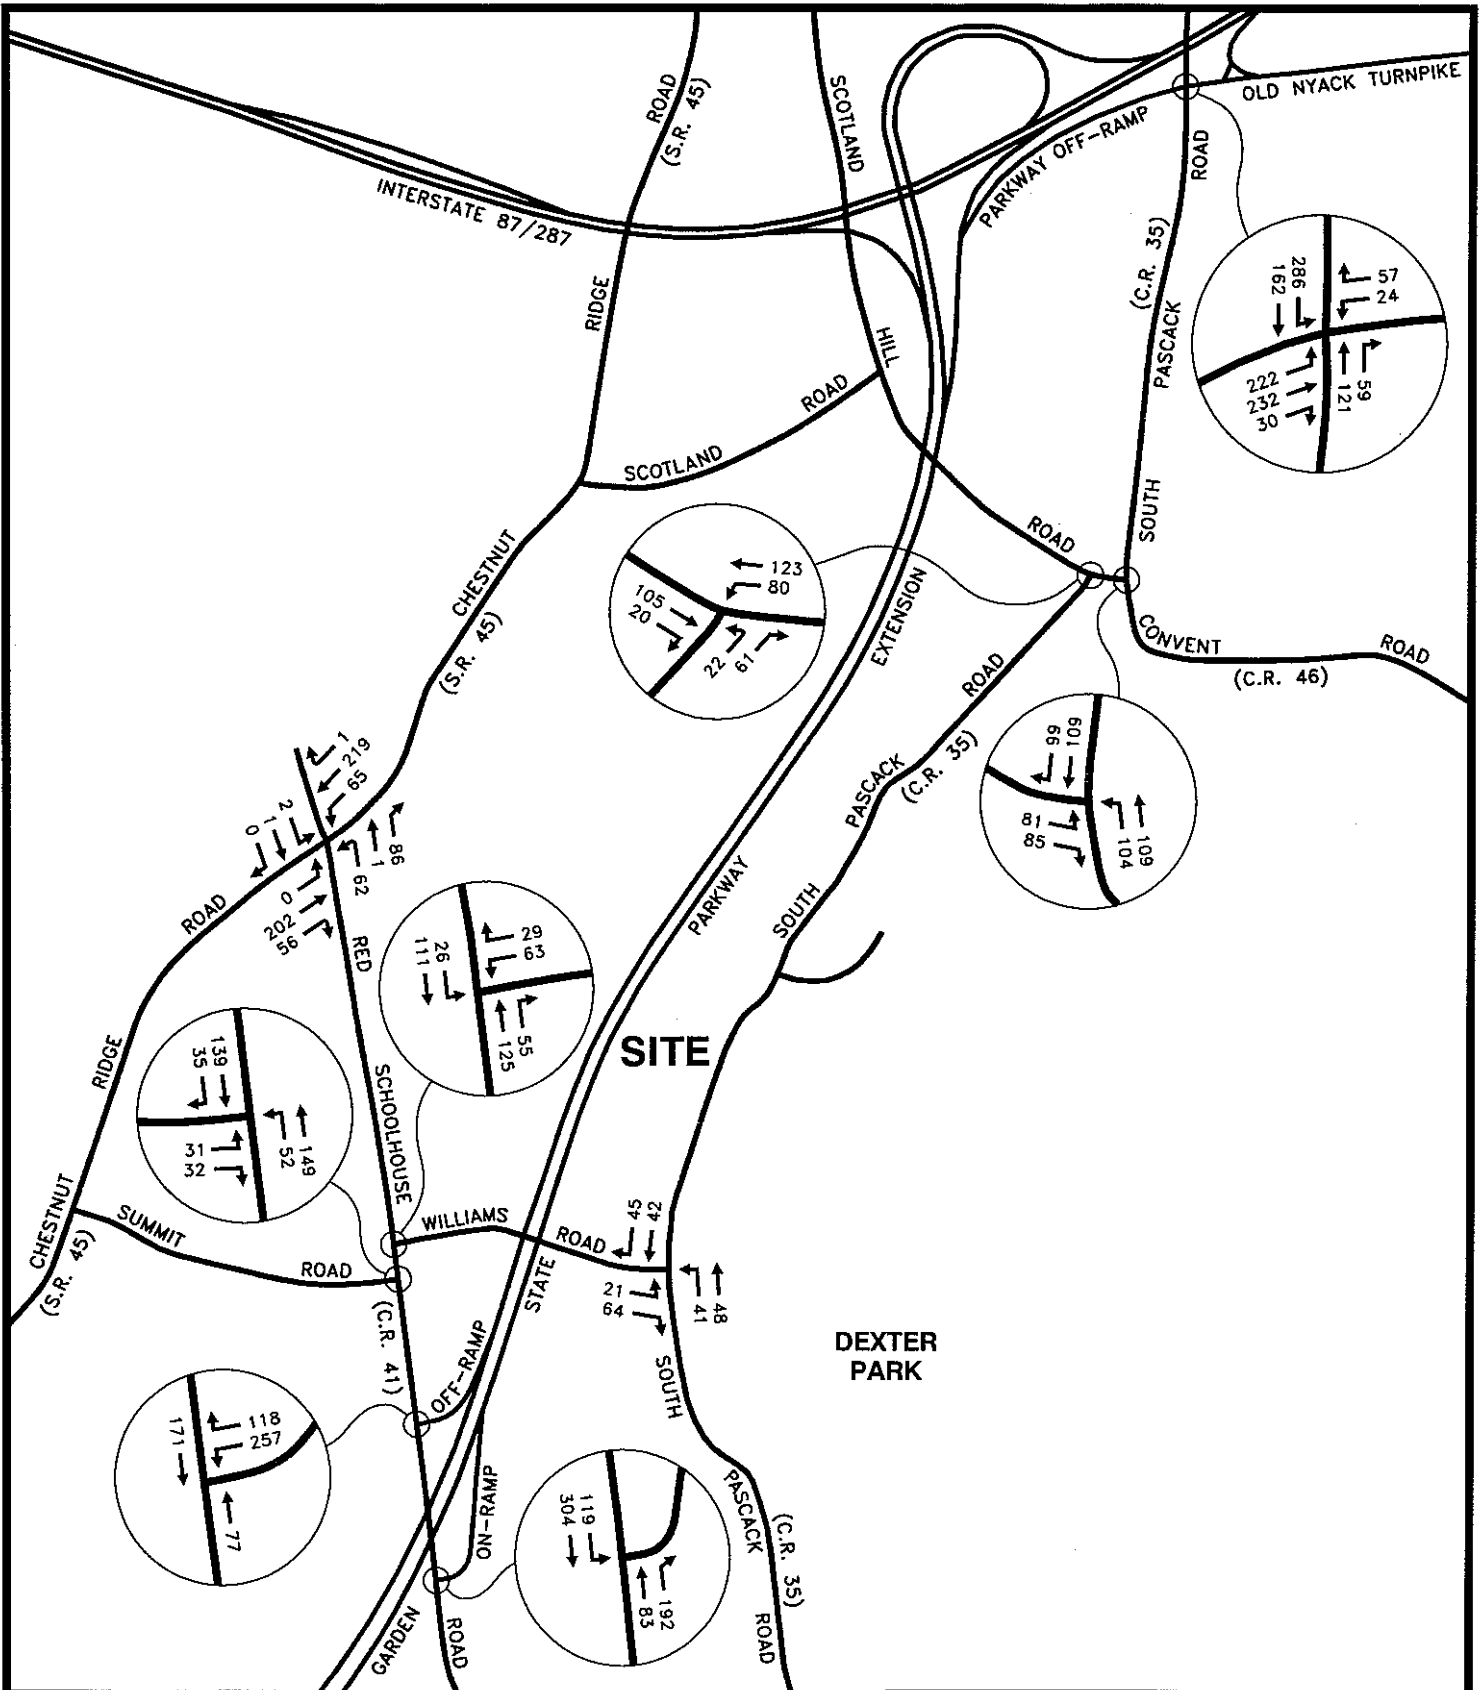 ROAD
(S.R. 45)
SCOTLAND
OLD NYACK TURNPIKE
PARKWAY OFF-RAMP
ROAD
INTERSTATE 87/287
(C.R. 35)
RIDGE
286
162
57
24
222
232
30
121
59
HILL
PASCACK
ROAD
SCOTLAND
SOUTH
ROAD
CHESTNUT
(S.R. 45)
123
80
105
20
22
61
EXTENSION
CONVENT
ROAD
(C.R. 46)
ROAD
PASCACK
(C.R. 35)
99
109
81
85
109
104
1
219
65
2
1
0
86
1
62
0
202
56
ROAD
RED
PARKWAY
SOUTH
26
111
29
63
55
125
SITE
RIDGE
139
35
31
32
149
52
SCHOOLHOUSE
CHESTNUT
(S.R. 45)
SUMMIT
ROAD
WILLIAMS
ROAD
45
42
21
64
48
41
STATE
(C.R. 41)
OFF-RAMP
DEXTER
PARK
SOUTH
171
118
257
77
ON-RAMP
119
304
192
83
PASCACK
(C.R. 35)
ROAD
GARDEN
ROAD